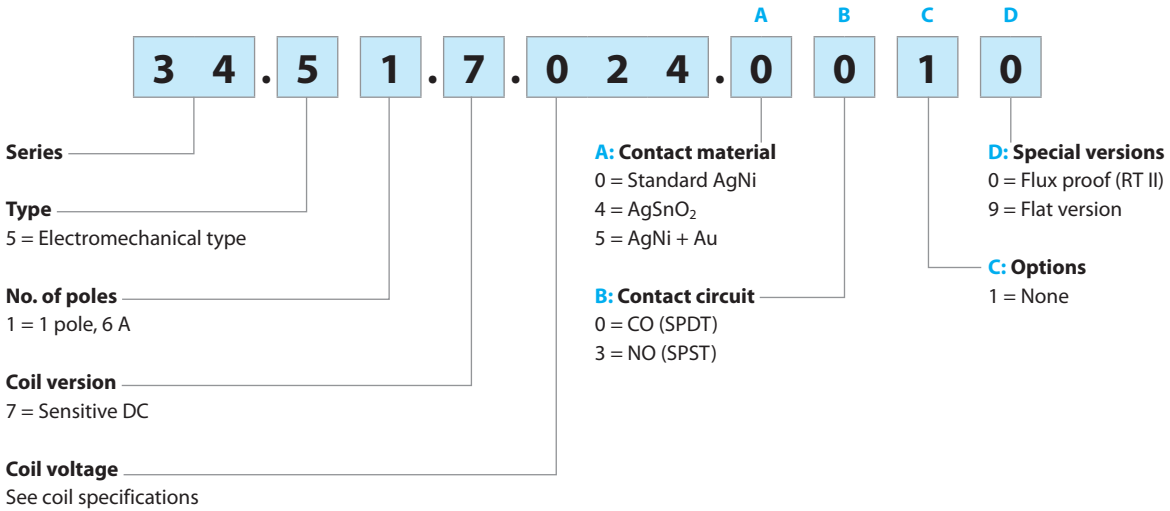 A B C D
3 4 . 5 1 . 7 . 0 2 4 . 0 0 1 0
Series
Type
5 = Electromechanical type
No. of poles
1 = 1 pole, 6 A
Coil version
7 = Sensitive DC
Coil voltage
See coil specifications
A: Contact material
0 = Standard AgNi
4 = AgSnO₂
5 = AgNi + Au
B: Contact circuit
0 = CO (SPDT)
3 = NO (SPST)
D: Special versions
0 = Flux proof (RT II)
9 = Flat version
C: Options
1 = None